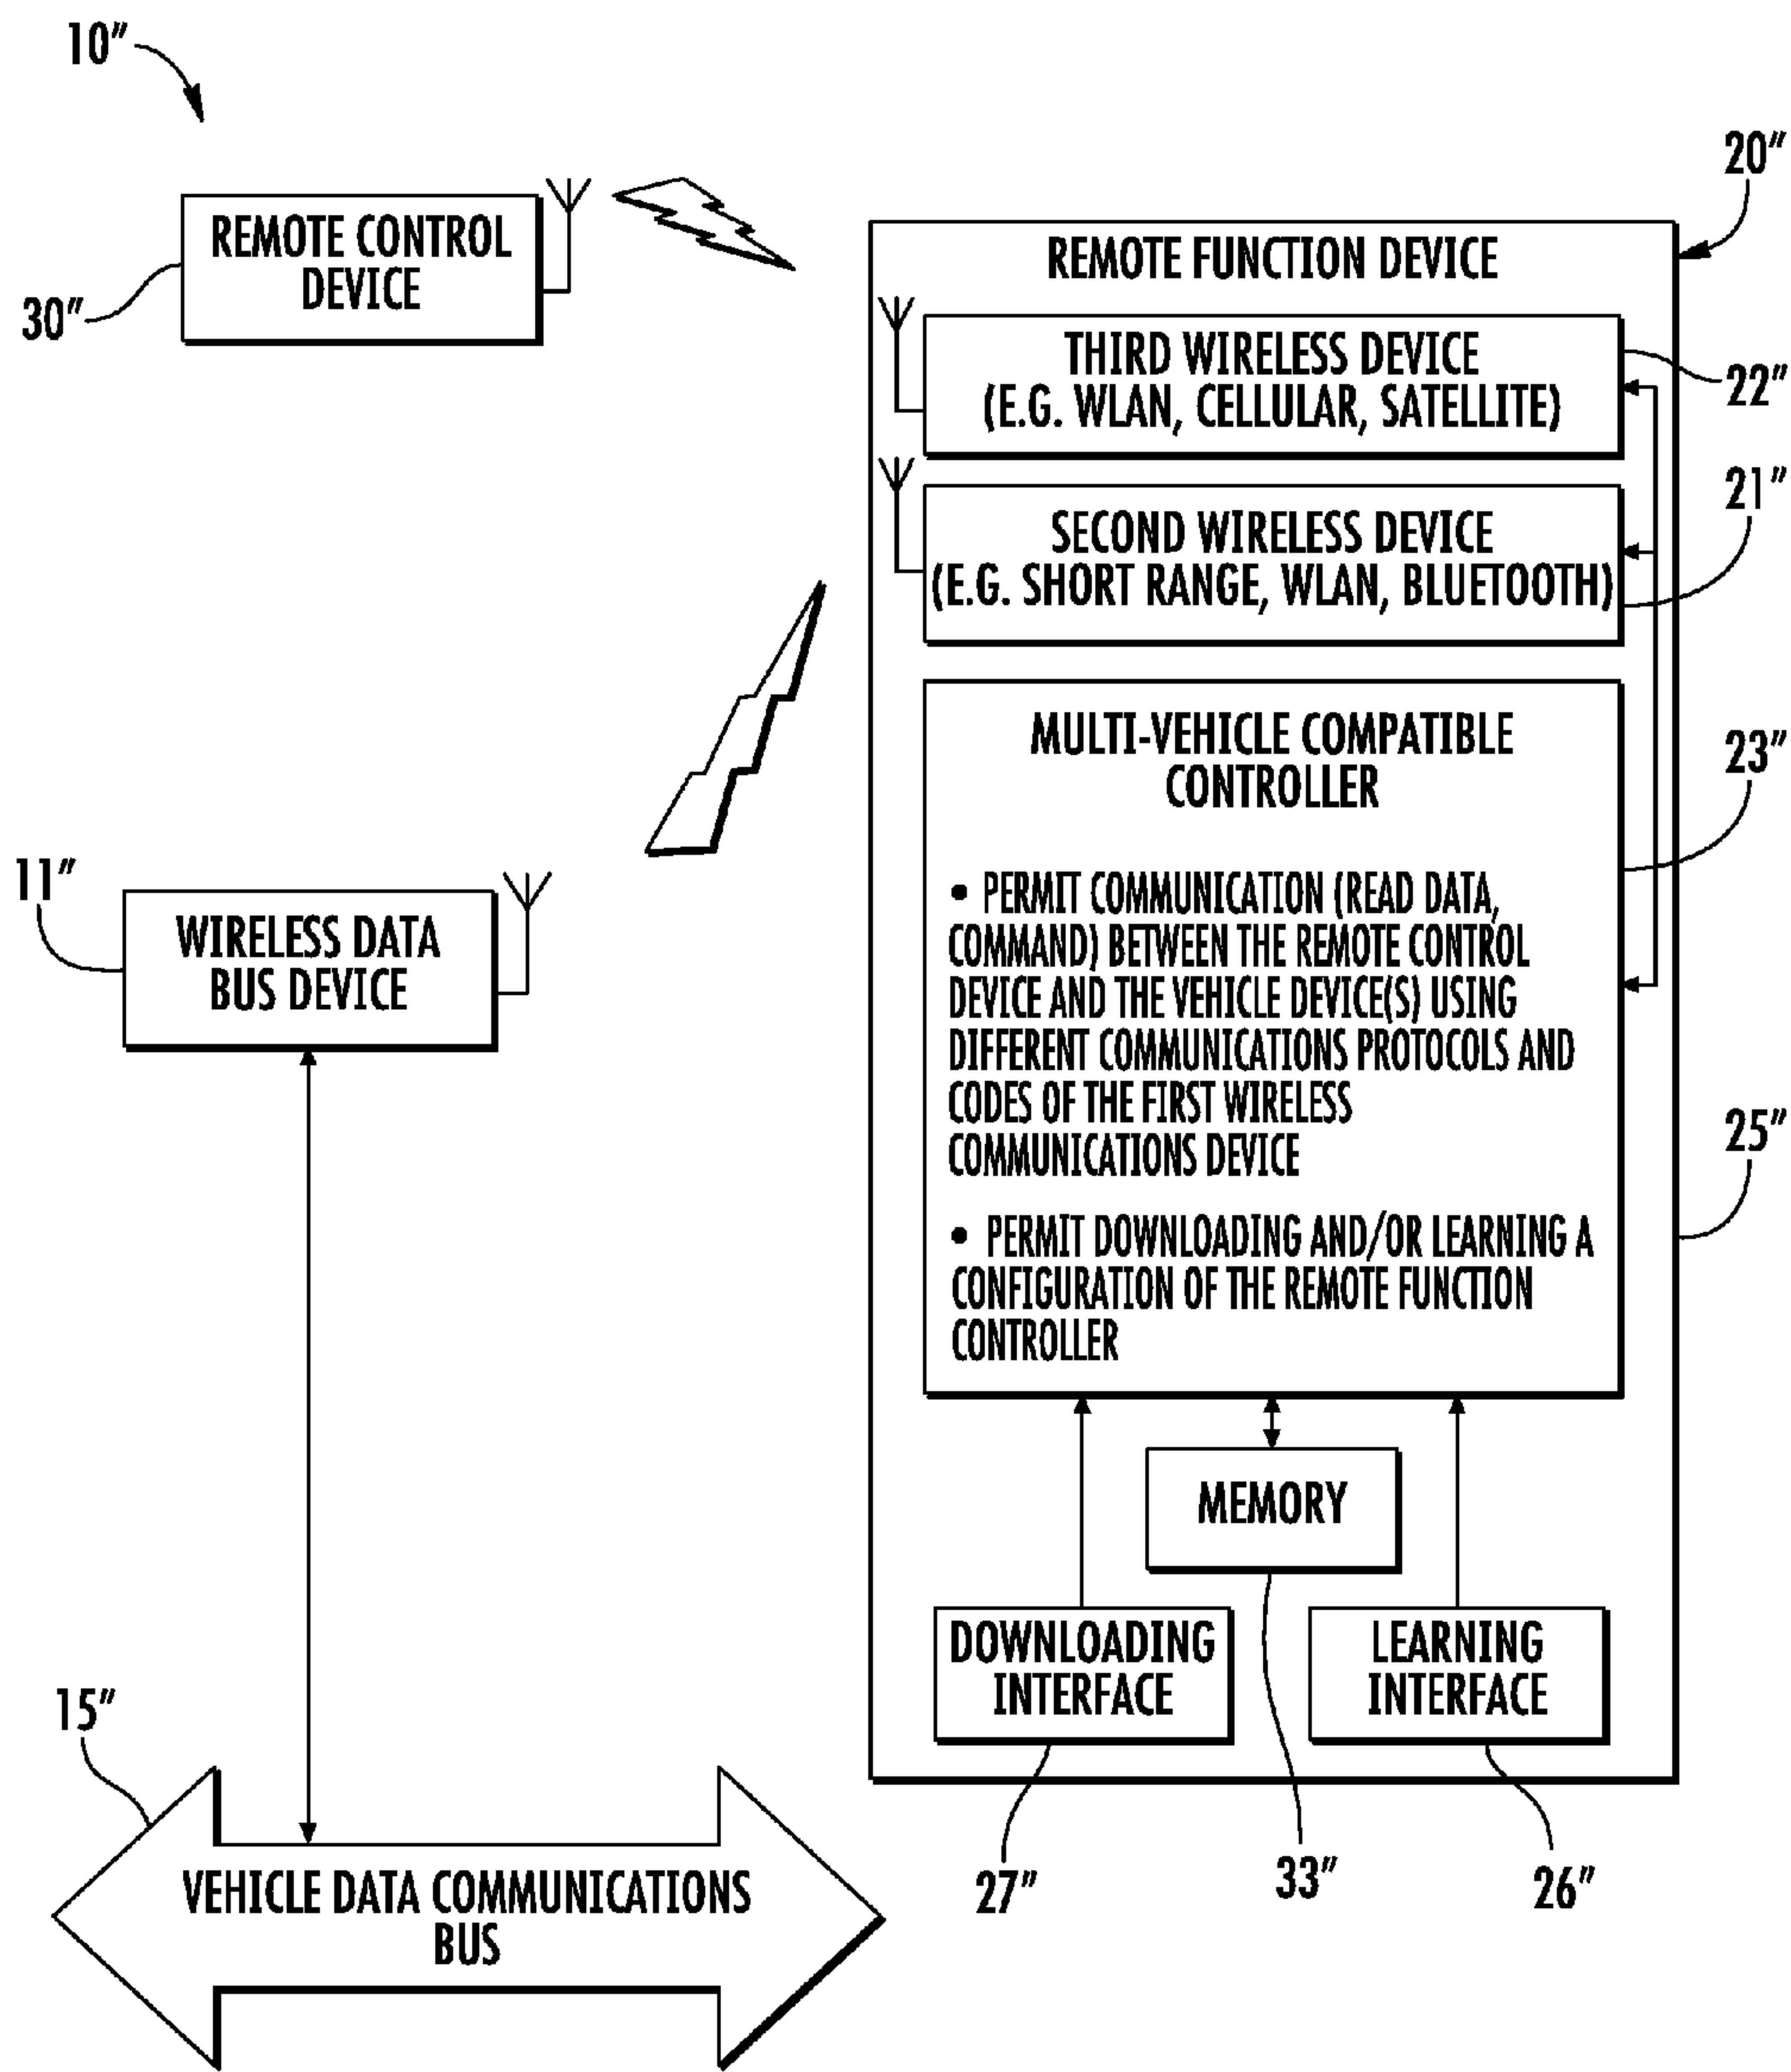 10″
REMOTE CONTROL
DEVICE
30″
20″
REMOTE FUNCTION DEVICE
THIRD WIRELESS DEVICE
(E.G. WLAN, CELLULAR, SATELLITE)
22″
SECOND WIRELESS DEVICE
(E.G. SHORT RANGE, WLAN, BLUETOOTH)
21″
MULTI-VEHICLE COMPATIBLE
CONTROLLER
23″
• PERMIT COMMUNICATION (READ DATA,
COMMAND) BETWEEN THE REMOTE CONTROL
DEVICE AND THE VEHICLE DEVICE(S) USING
DIFFERENT COMMUNICATIONS PROTOCOLS AND
CODES OF THE FIRST WIRELESS
COMMUNICATIONS DEVICE
• PERMIT DOWNLOADING AND/OR LEARNING A
CONFIGURATION OF THE REMOTE FUNCTION
CONTROLLER
25″
11″
WIRELESS DATA
BUS DEVICE
MEMORY
DOWNLOADING
INTERFACE
LEARNING
INTERFACE
27″
33″
26″
15″
VEHICLE DATA COMMUNICATIONS
BUS